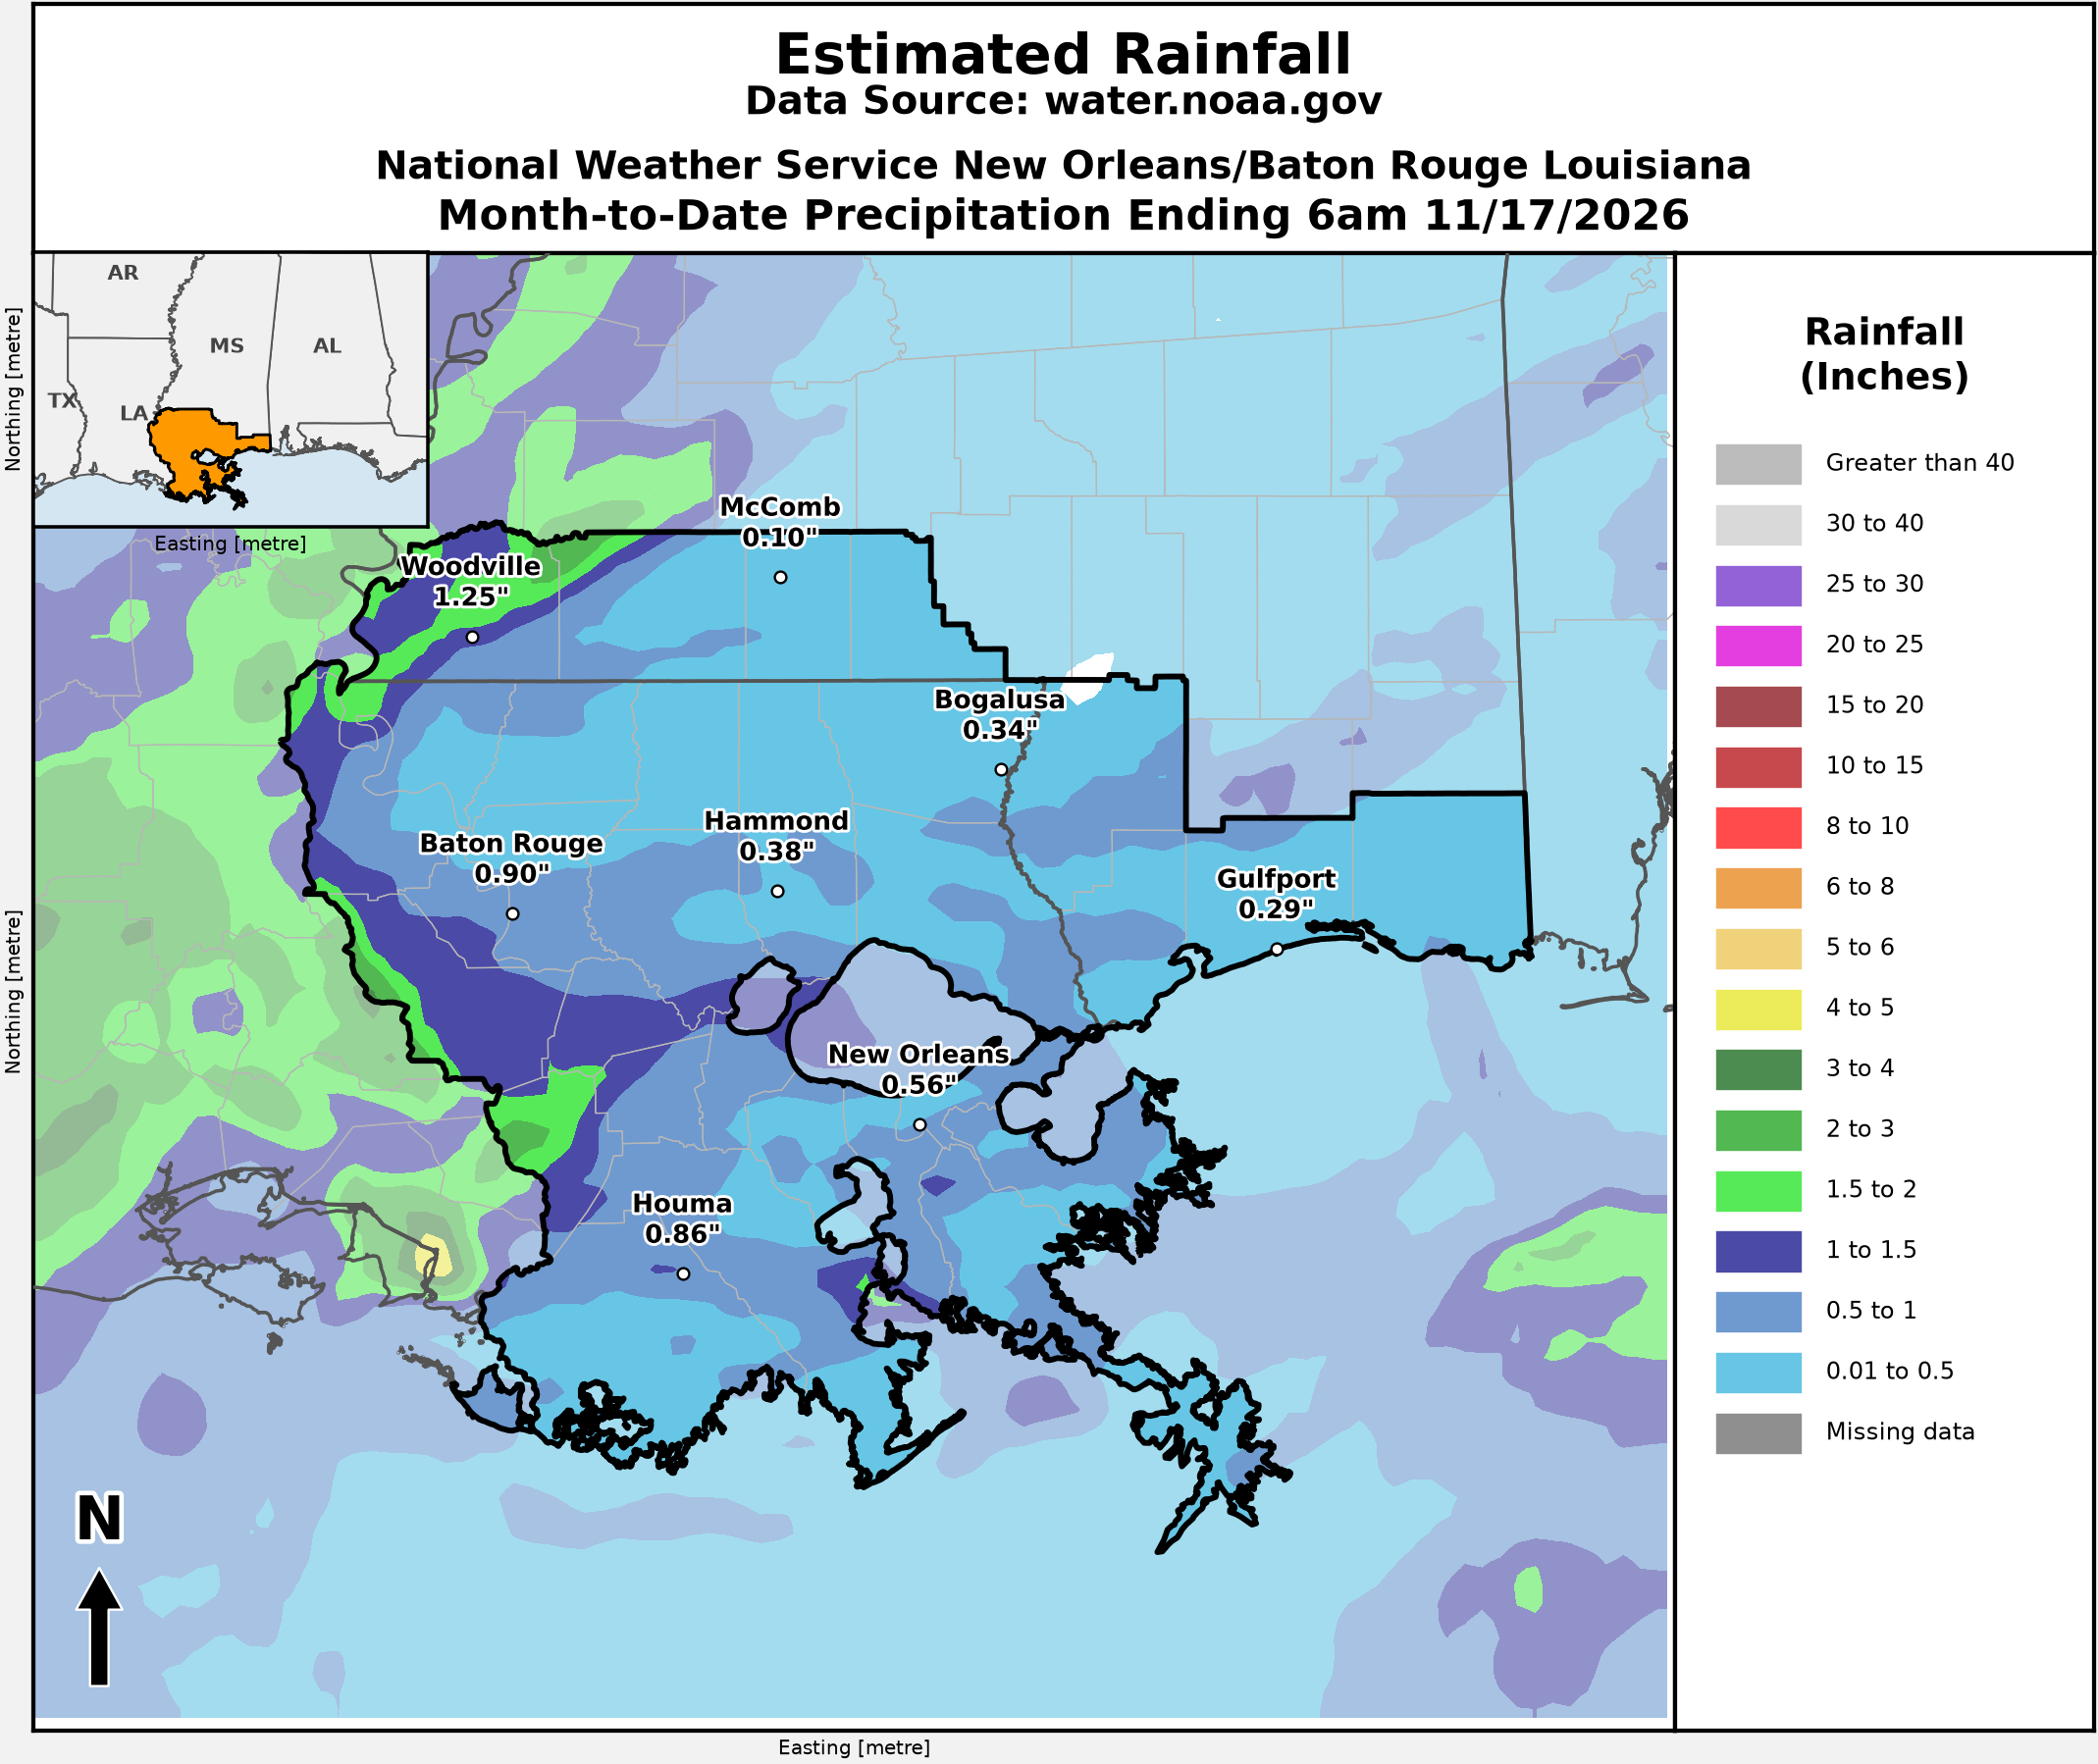 Estimated Rainfall
Data Source: water.noaa.gov
National Weather Service New Orleans/Baton Rouge Louisiana
Month-to-Date Precipitation Ending 6am 11/17/2026
AR
MS
AL
TX
LA
Northing [metre]
Easting [metre]
McComb
0.10"
Woodville
1.25"
Bogalusa
0.34"
Hammond
0.38"
Baton Rouge
0.90"
Gulfport
0.29"
New Orleans
0.56"
Houma
0.86"
N
Northing [metre]
Easting [metre]
Rainfall
(Inches)
Greater than 40
30 to 40
25 to 30
20 to 25
15 to 20
10 to 15
8 to 10
6 to 8
5 to 6
4 to 5
3 to 4
2 to 3
1.5 to 2
1 to 1.5
0.5 to 1
0.01 to 0.5
Missing data